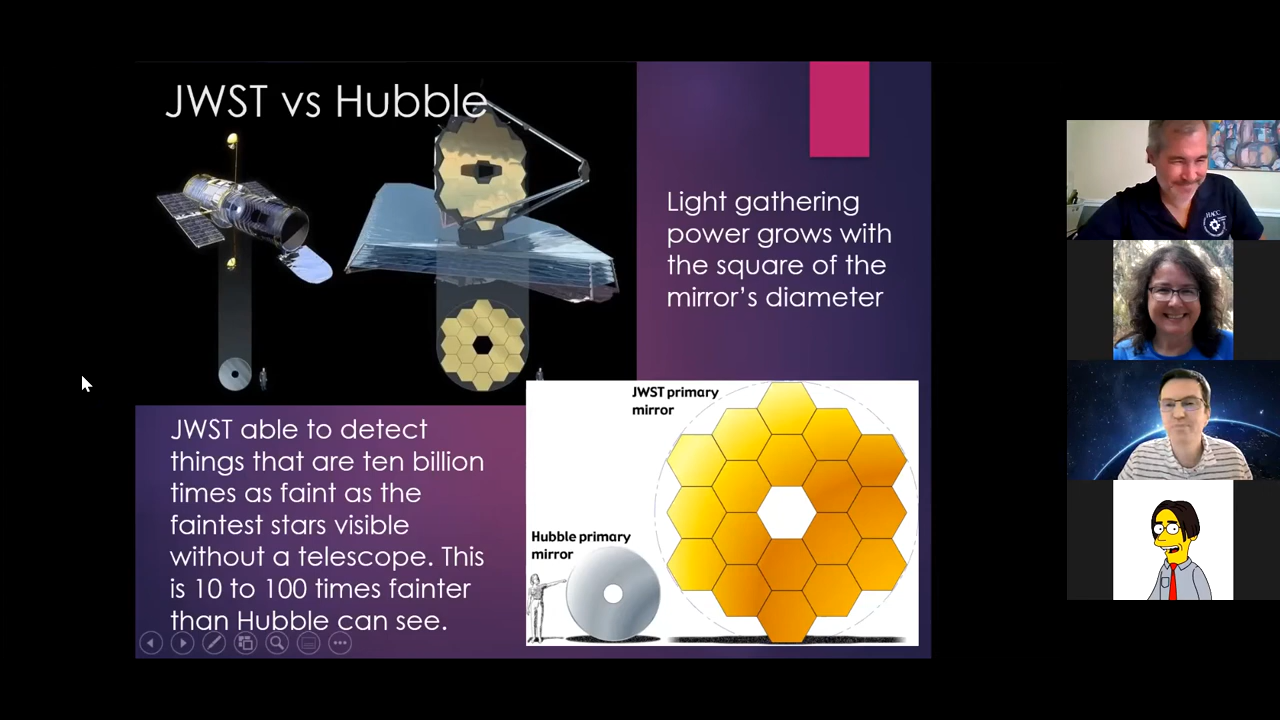 JWST vs Hubble
Light gathering
power grows with
the square of the
mirror’s diameter
JWST able to detect
things that are ten billion
times as faint as the
faintest stars visible
without a telescope. This
is 10 to 100 times fainter
than Hubble can see.
JWST primary
mirror
Hubble primary
mirror
HACC